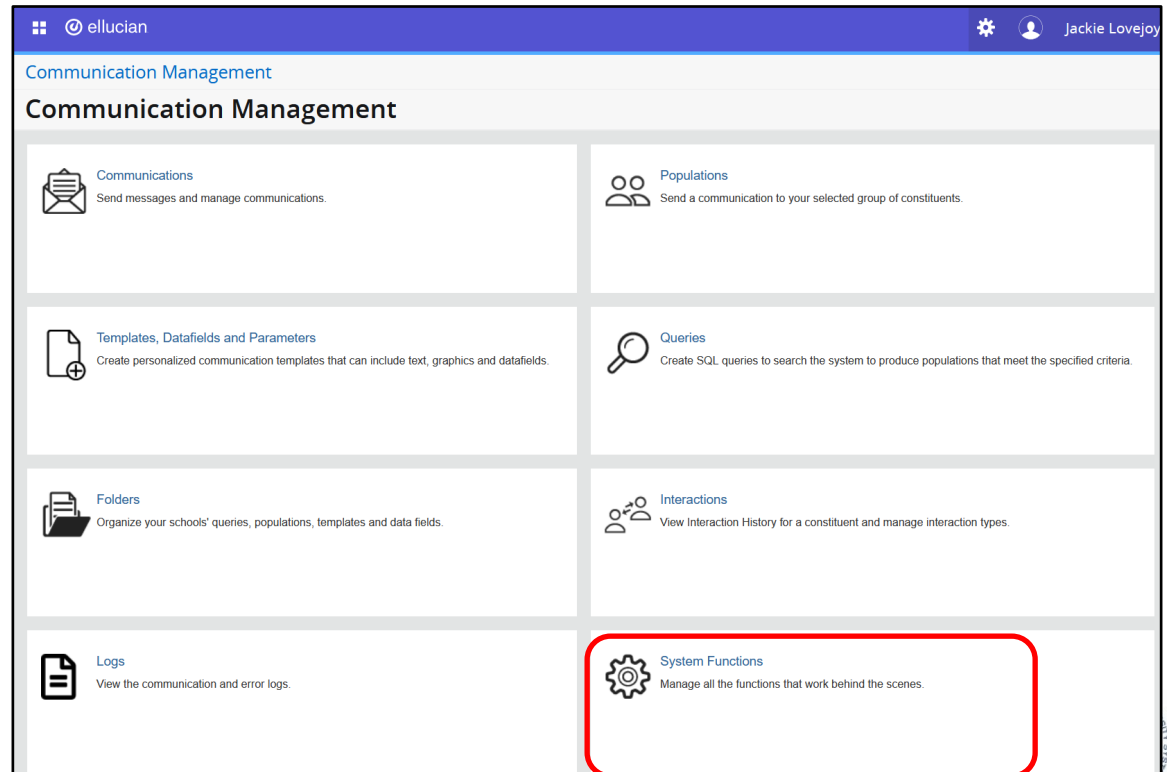 ellucian
Jackie Lovejoy
Communication Management
Communication Management
Communications
Send messages and manage communications.
Populations
Send a communication to your selected group of constituents.
Templates, Datafields and Parameters
Create personalized communication templates that can include text, graphics and datafields.
Queries
Create SQL queries to search the system to produce populations that meet the specified criteria.
Folders
Organize your schools' queries, populations, templates and data fields.
Interactions
View Interaction History for a constituent and manage interaction types.
Logs
View the communication and error logs.
System Functions
Manage all the functions that work behind the scenes.